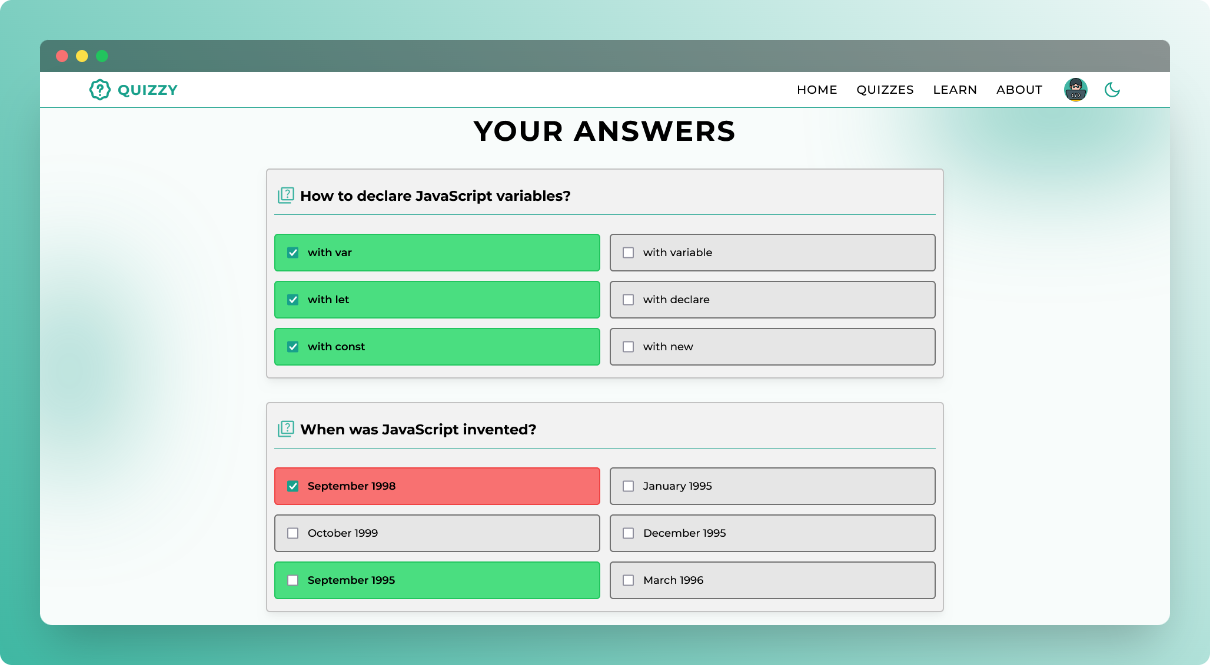 QUIZZY
HOME QUIZZES LEARN ABOUT
YOUR ANSWERS
How to declare JavaScript variables?
with var
with variable
with let
with declare
with const
with new
When was JavaScript invented?
September 1998
January 1995
October 1999
December 1995
September 1995
March 1996